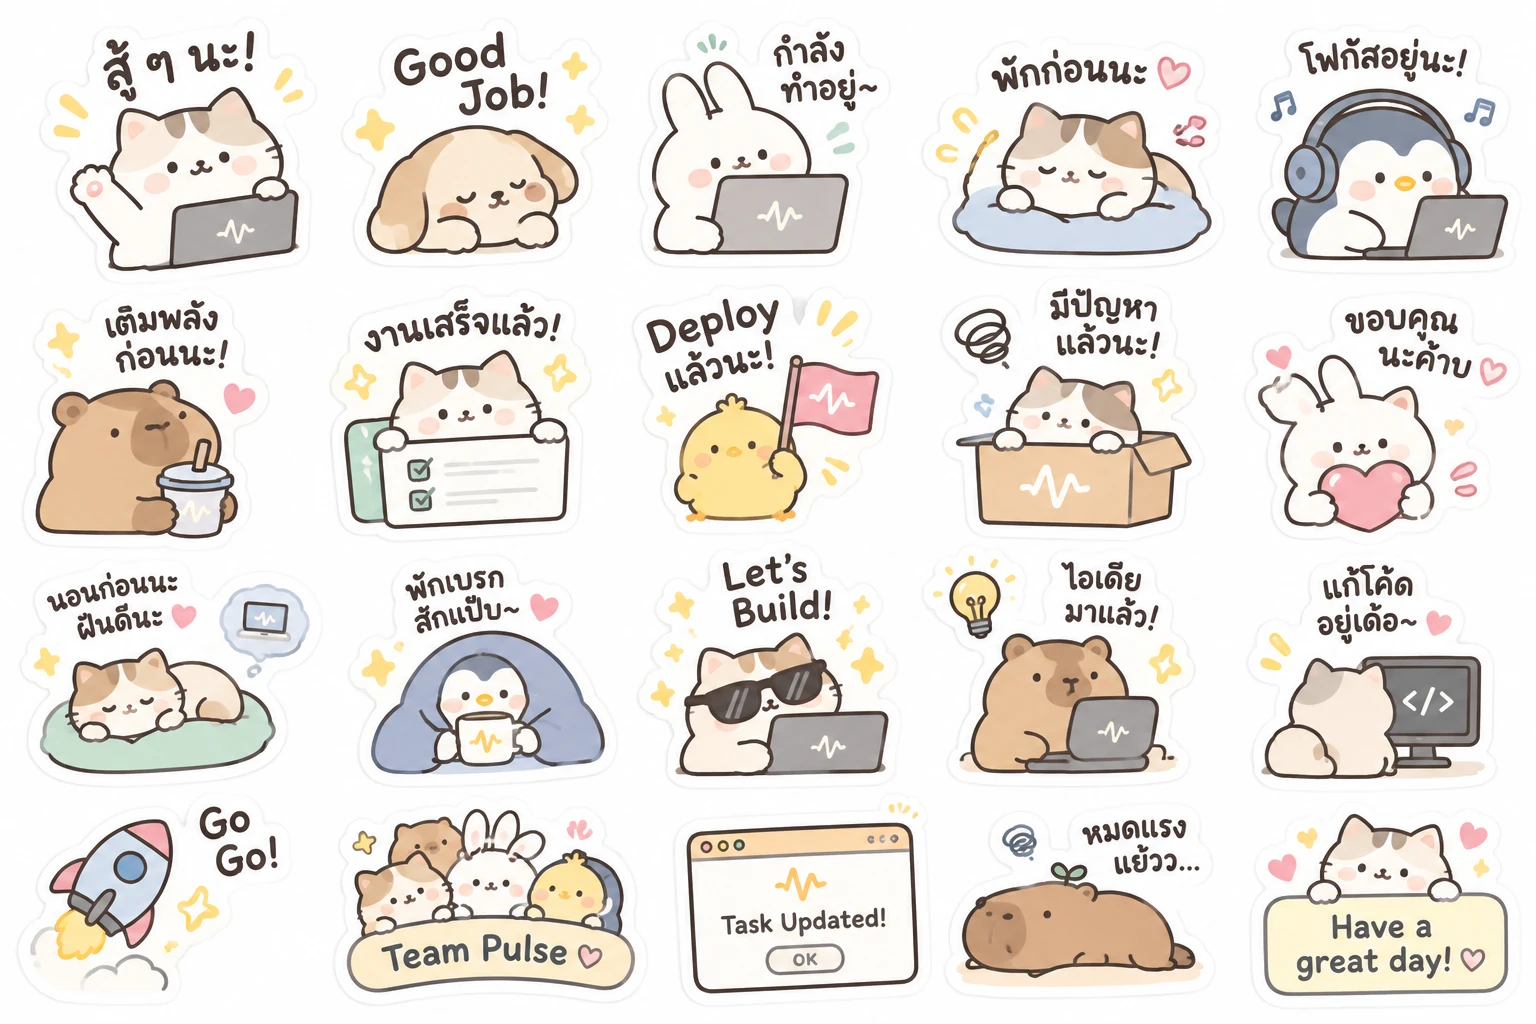 สู้ ๆ นะ!
Good
Job!
กำลัง
ทำอยู่~
พักก่อนนะ
โฟกัสอยู่นะ!
เติมพลัง
ก่อนนะ!
งานเสร็จแล้ว!
Deploy
แล้วนะ!
มีปัญหา
แล้วนะ!
ขอบคุณ
นะค้าบ
นอนก่อนนะ
ฝันดีนะ
พักเบรก
สักแป๊บ~
Let's
Build!
ไอเดีย
มาแล้ว!
แก้โค้ด
อยู่เด้อ~
</>
Go
Go!
Team Pulse
Task Updated!
OK
หมดแรง
แย้วว...
Have a
great day!